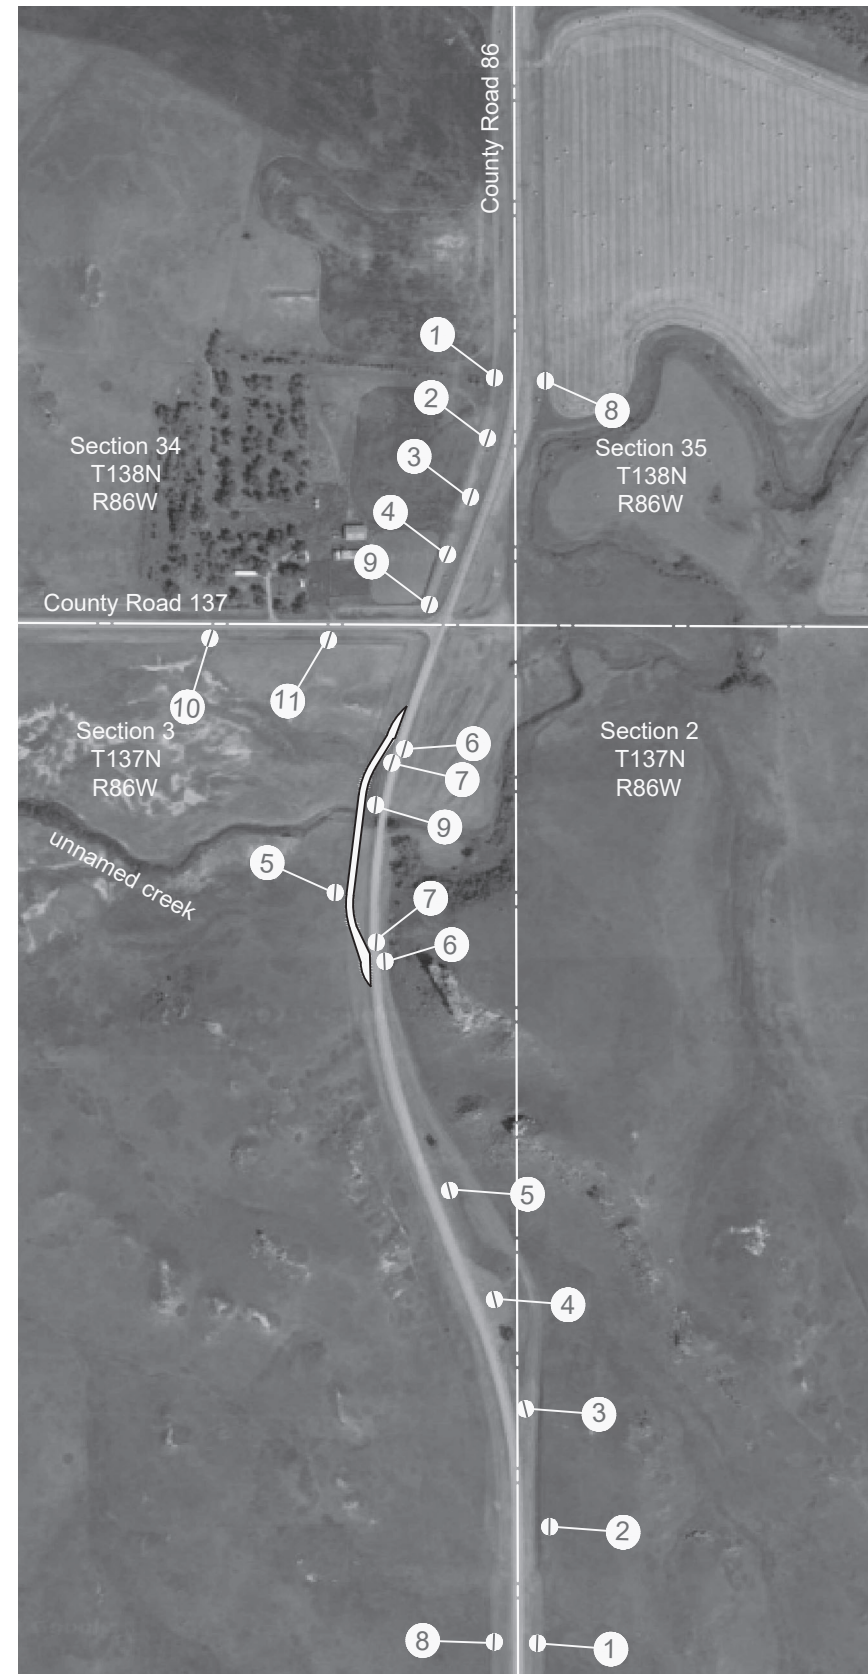 County Road 86
1
8
2
Section 34
T138N
R86W
Section 35
T138N
R86W
3
4
9
County Road 137
10
11
Section 3
T137N
R86W
Section 2
T137N
R86W
6
7
9
unnamed creek
5
7
6
5
4
3
2
8
1